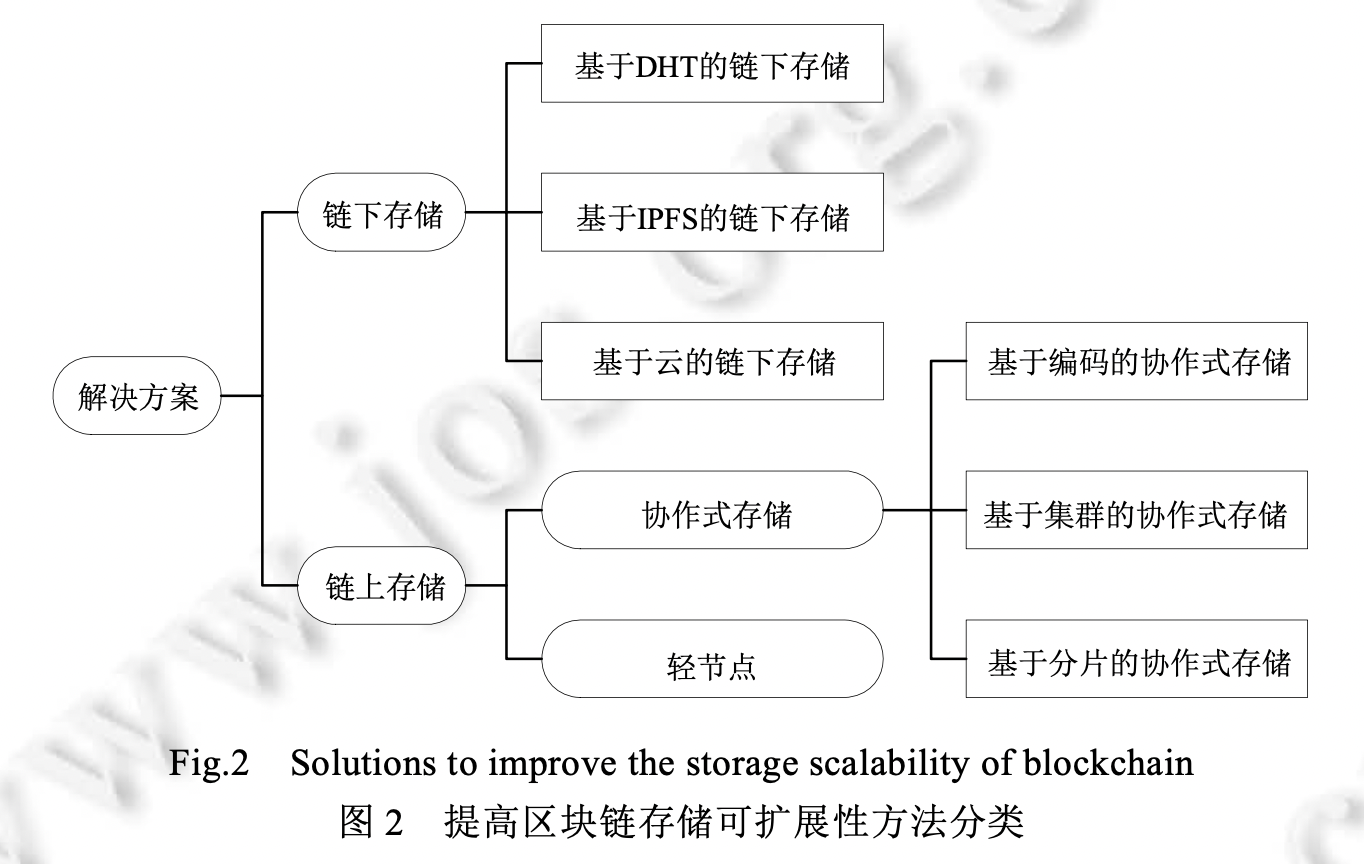 基于DHT的链下存储
链下存储
基于IPFS的链下存储
基于云的链下存储
基于编码的协作式存储
解决方案
协作式存储
基于集群的协作式存储
链上存储
轻节点
基于分片的协作式存储
Fig.2 Solutions to improve the storage scalability of blockchain
图 2 提高区块链存储可扩展性方法分类
www.jos.org.c